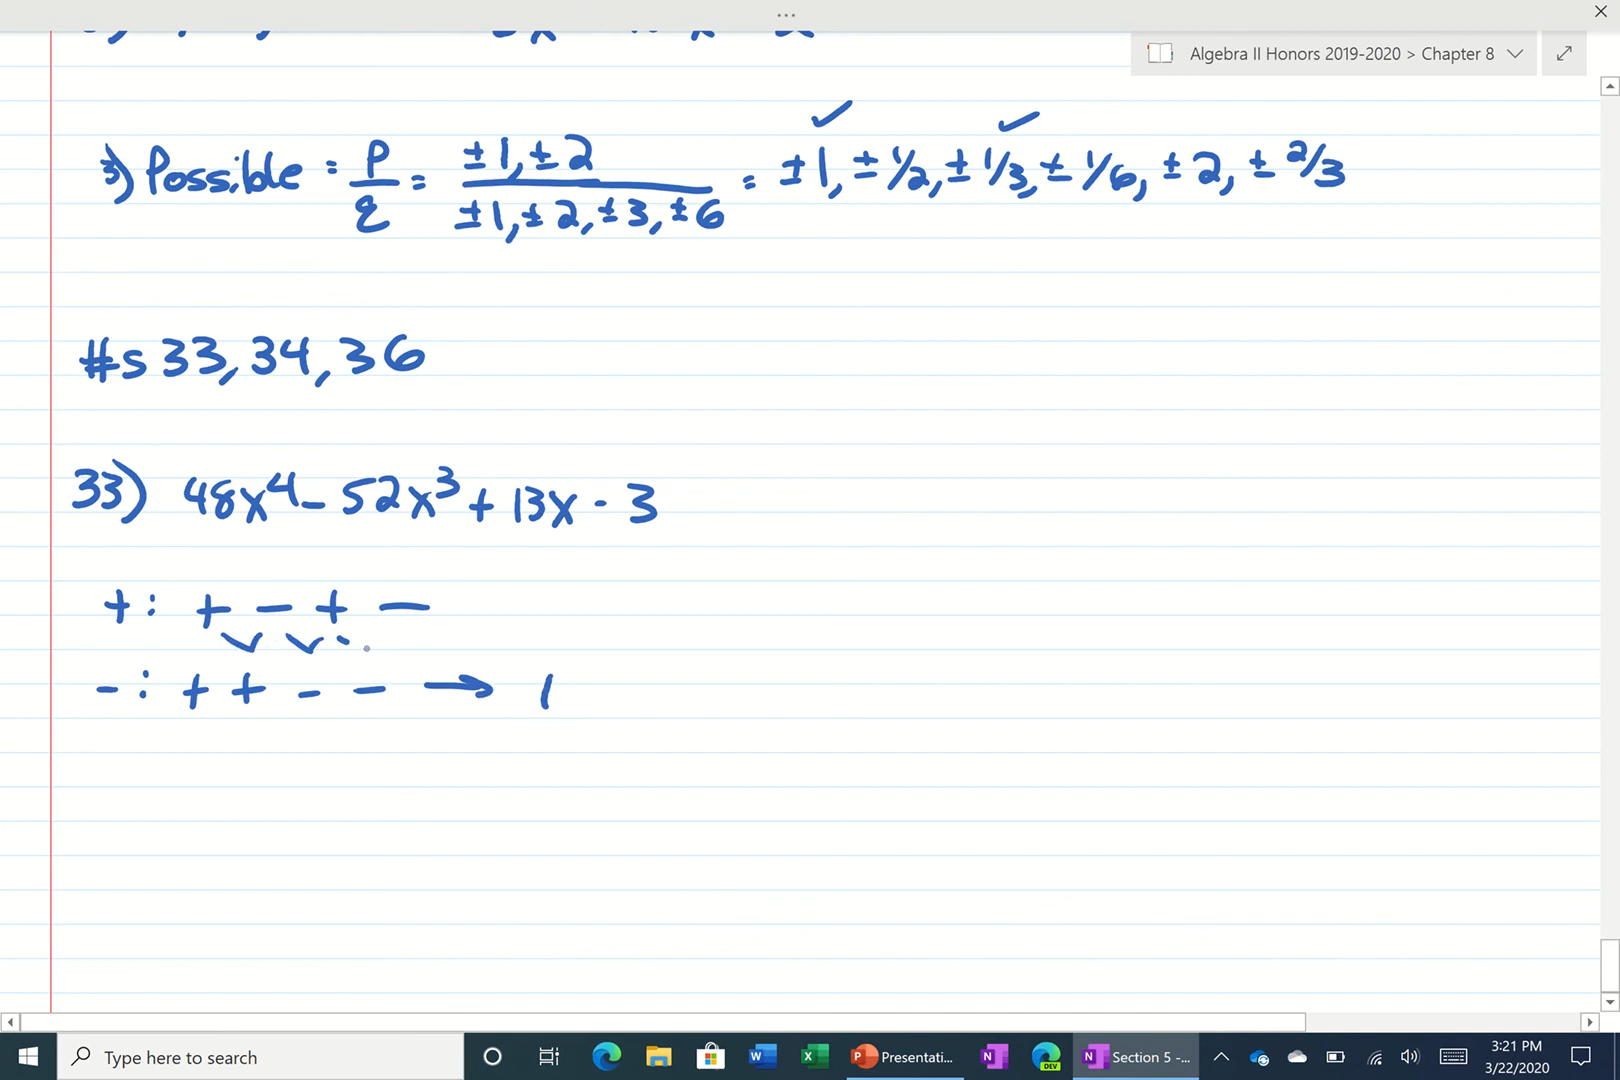 Algebra II Honors 2019-2020 > Chapter 8
3) Possible = p/q = ±1, ±2 / ±1, ±2, ±3, ±6 = ±1, ±1/2, ±1/3, ±1/6, ±2, ±2/3
#s 33, 34, 36
33) 48x⁴ - 52x³ + 13x - 3
+: + - + -
-: + + - - → 1
Type here to search
Presentati...
DEV
Section 5 -...
3:21 PM
3/22/2020